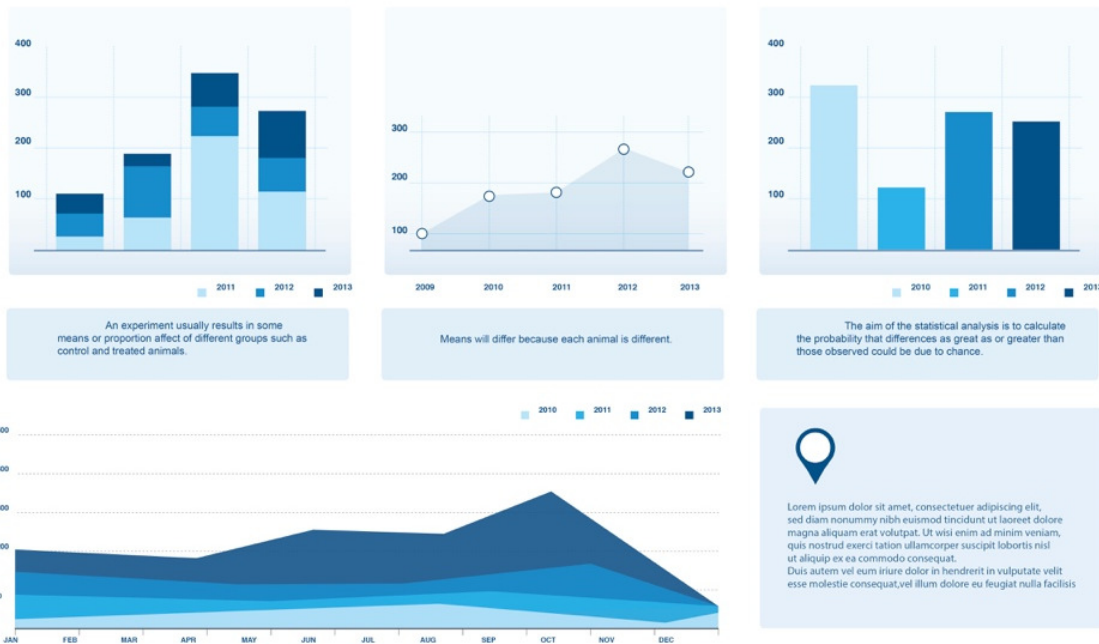 400
300
200
100
2011 2012 2013
300
200
100
2009 2010 2011 2012 2013
400
300
200
100
2010 2011 2012
An experiment usually results in some
means or proportion affect of different groups such as
control and treated animals.
Means will differ because each animal is different.
The aim of the statistical analysis is to calculate
the probability that differences as great as or greater than
those observed could be due to chance.
2010 2011 2012 2013
JAN FEB MAR APR MAY JUN JUL AUG SEP OCT NOV DEC
Lorem ipsum dolor sit amet, consectetuer adipiscing elit,
sed diam nonummy nibh euismod tincidunt ut laoreet dolore
magna aliquam erat volutpat. Ut wisi enim ad minim veniam,
quis nostrud exerci tation ullamcorper suscipit lobortis nisl
ut aliquip ex ea commodo consequat.
Duis autem vel eum iriure dolor in hendrerit in vulputate velit
esse molestie consequat,vel illum dolore eu feugiat nulla facilisis